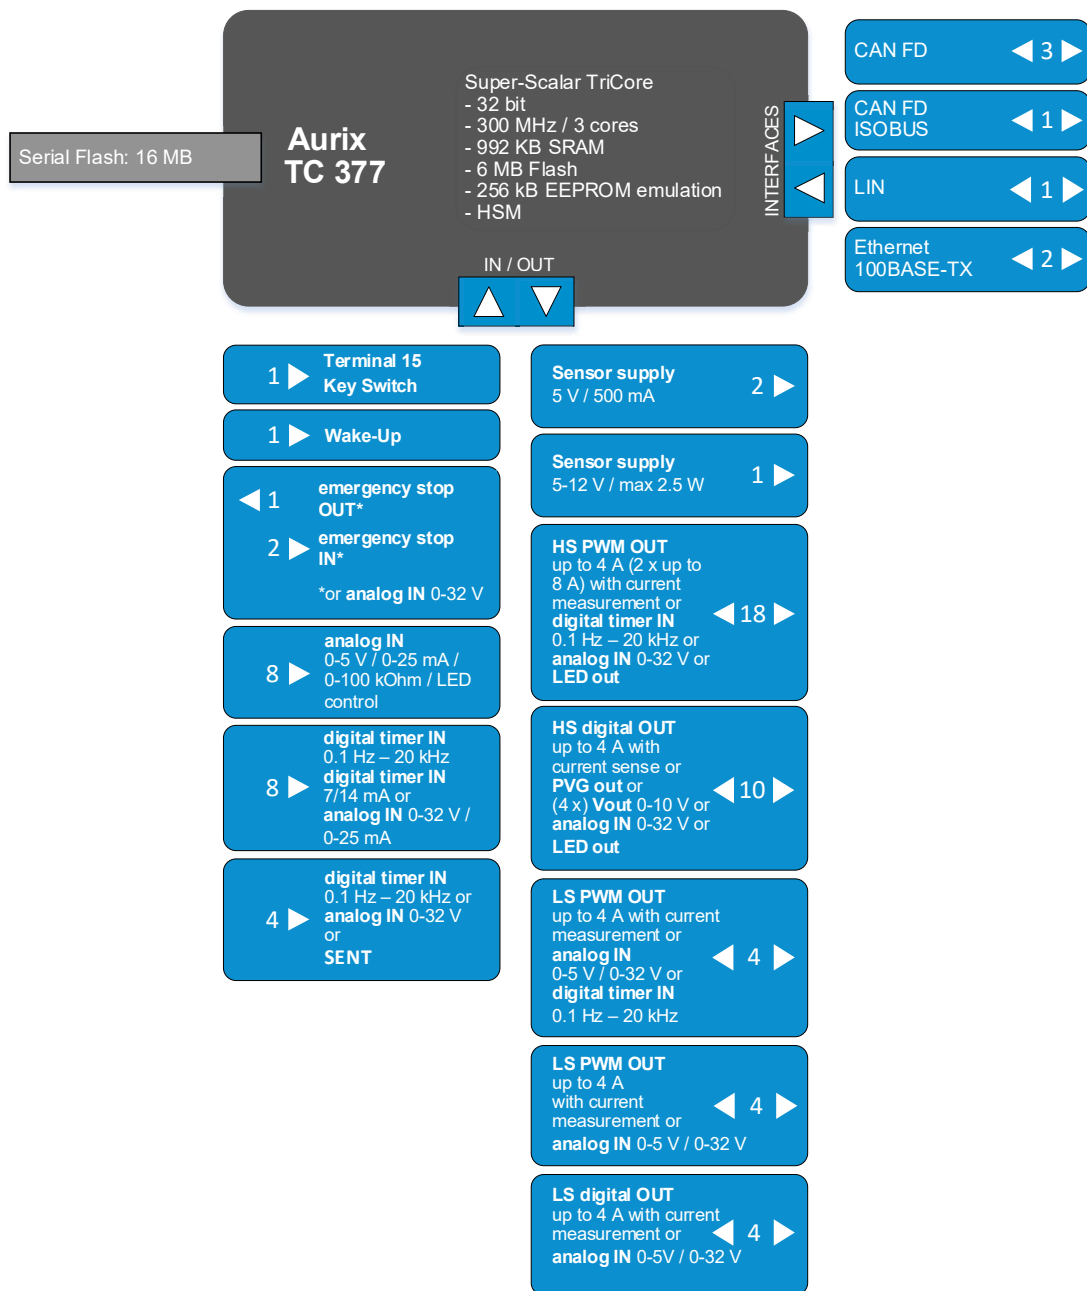 Serial Flash: 16 MB
Aurix
TC 377
Super-Scalar TriCore
- 32 bit
- 300 MHz / 3 cores
- 992 KB SRAM
- 6 MB Flash
- 256 kB EEPROM emulation
- HSM
INTERFACES
IN / OUT
CAN FD
3
CAN FD
ISOBUS
1
LIN
1
Ethernet
100BASE-TX
2
1
Terminal 15
Key Switch
1
Wake-Up
1
emergency stop
OUT*
2
emergency stop
IN*
*or analog IN 0-32 V
8
analog IN
0-5 V / 0-25 mA /
0-100 kOhm / LED
control
8
digital timer IN
0.1 Hz – 20 kHz
digital timer IN
7/14 mA or
analog IN 0-32 V /
0-25 mA
4
digital timer IN
0.1 Hz – 20 kHz or
analog IN 0-32 V
or
SENT
Sensor supply
5 V / 500 mA
2
Sensor supply
5-12 V / max 2.5 W
1
HS PWM OUT
up to 4 A (2 x up to
8 A) with current
measurement or
digital timer IN
0.1 Hz – 20 kHz or
analog IN 0-32 V or
LED out
18
HS digital OUT
up to 4 A with
current sense or
PVG out or
(4 x) Vout 0-10 V or
analog IN 0-32 V or
LED out
10
LS PWM OUT
up to 4 A with current
measurement or
analog IN
0-5 V / 0-32 V or
digital timer IN
0.1 Hz – 20 kHz
4
LS PWM OUT
up to 4 A
with current
measurement or
analog IN 0-5 V / 0-32 V
4
LS digital OUT
up to 4 A with current
measurement or
analog IN 0-5V / 0-32 V
4